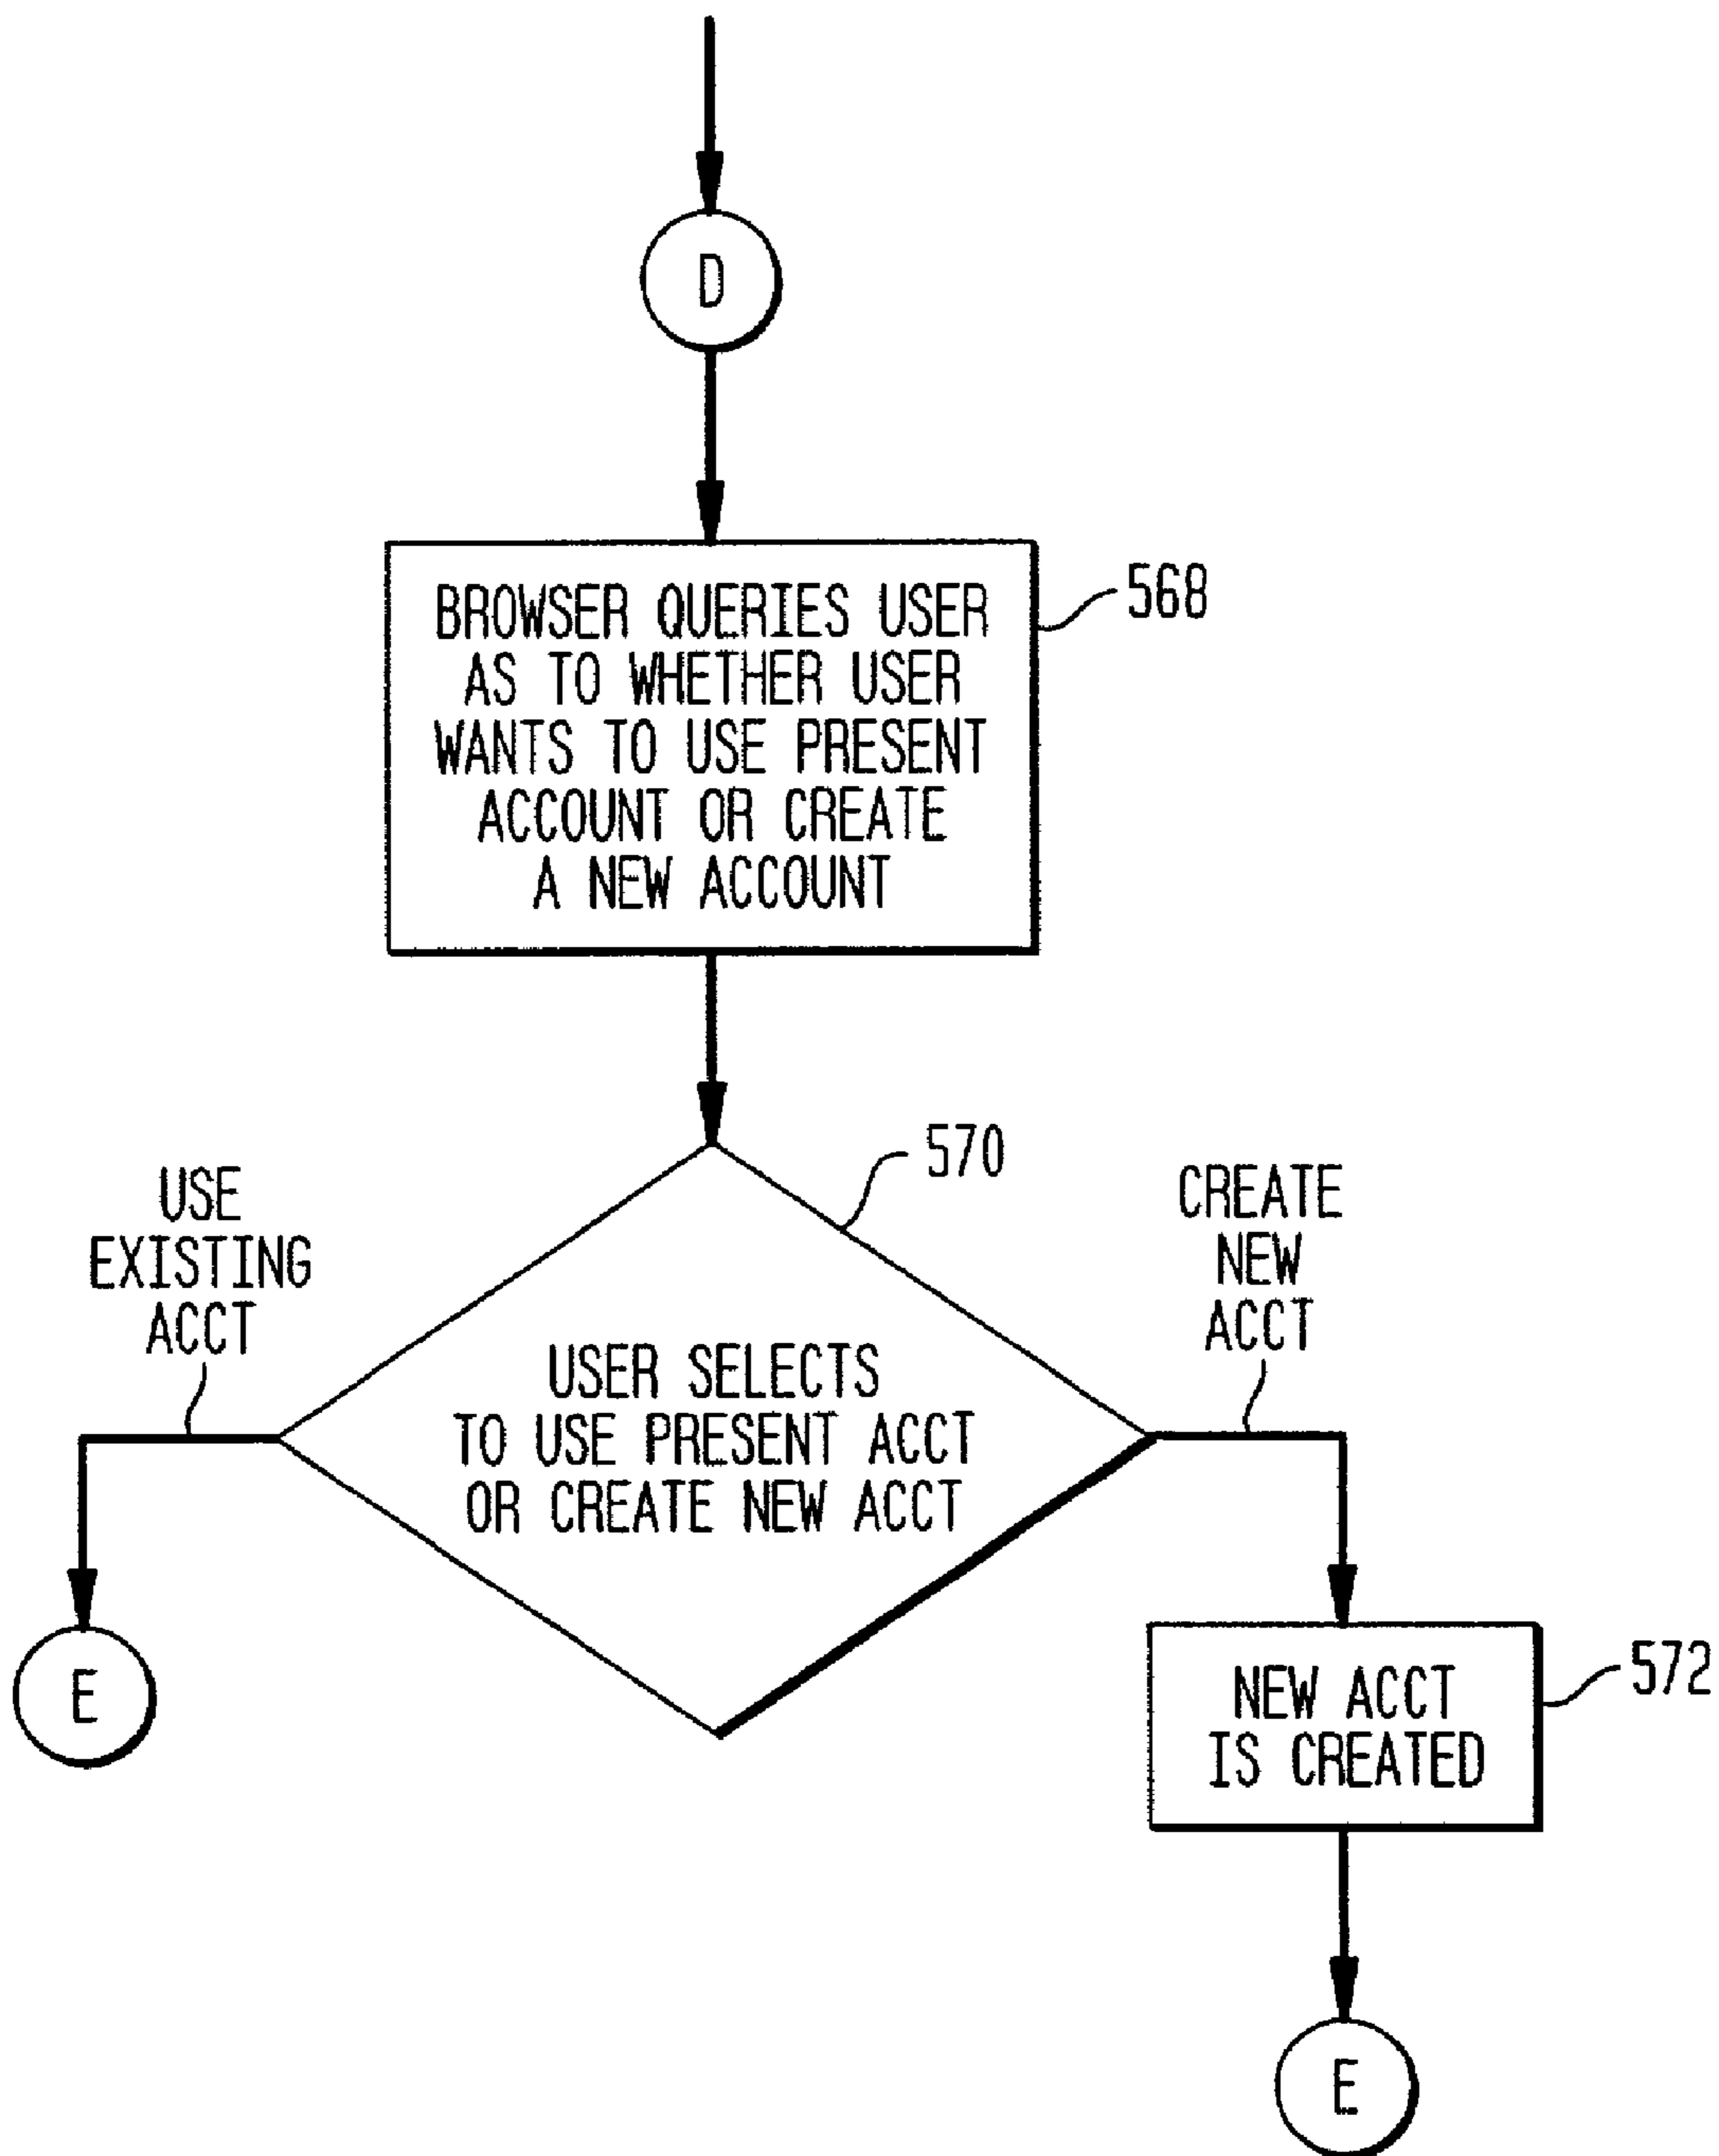 D
BROWSER QUERIES USER
AS TO WHETHER USER
WANTS TO USE PRESENT
ACCOUNT OR CREATE
A NEW ACCOUNT
568
570
USE
EXISTING
ACCT
CREATE
NEW
ACCT
USER SELECTS
TO USE PRESENT ACCT
OR CREATE NEW ACCT
E
NEW ACCT
IS CREATED
572
E